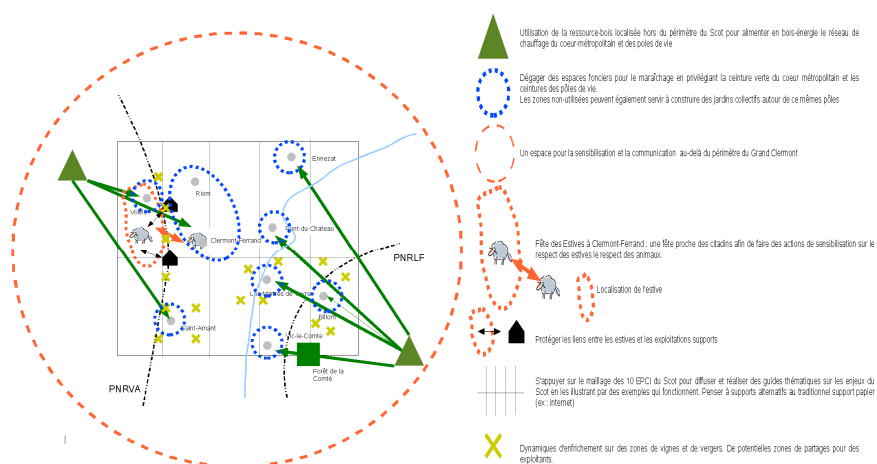 Ennezat
Riom
Volvic
Clermont-Ferrand
Pont-du-Chateau
PNRLF
Les Martres de Veyre
Billom
Saint-Amant
Vic-le-Comte
Forêt de la
Comté
PNRVA
Utilisation de la ressource-bois localisée hors du périmètre du Scot pour alimenter en bois-énergie le réseau de
chauffage du coeur-métropolitain et des poles de vie
Dégager des espaces fonciers pour le maraîchage en privilégiant la ceinture verte du coeur métropolitain et les
ceintures des pôles de vie.
Les zones non-utilisées peuvent également servir à construire des jardins collectifs autour de ce mêmes pôles
Un espace pour la sensibilisation et la communication au-delà du périmètre du Grand Clermont
Fête des Estives à Clermont-Ferrand : une fête proche des citadins afin de faire des actions de sensibilisation sur le
respect des estives le respect des animaux.
Localisation de l'estive
Protéger les liens entre les estives et les exploitations supports
S'appuyer sur le maillage des 10 EPCI du Scot pour diffuser et réaliser des guides thématiques sur les enjeux du
Scot en les illustrant par des exemples qui fonctionnent. Penser à supports alternatifs au traditionnel support papier
(ex : internet)
Dynamiques d'enfrichement sur des zones de vignes et de vergers. De potentielles zones de partages pour des
exploitants.